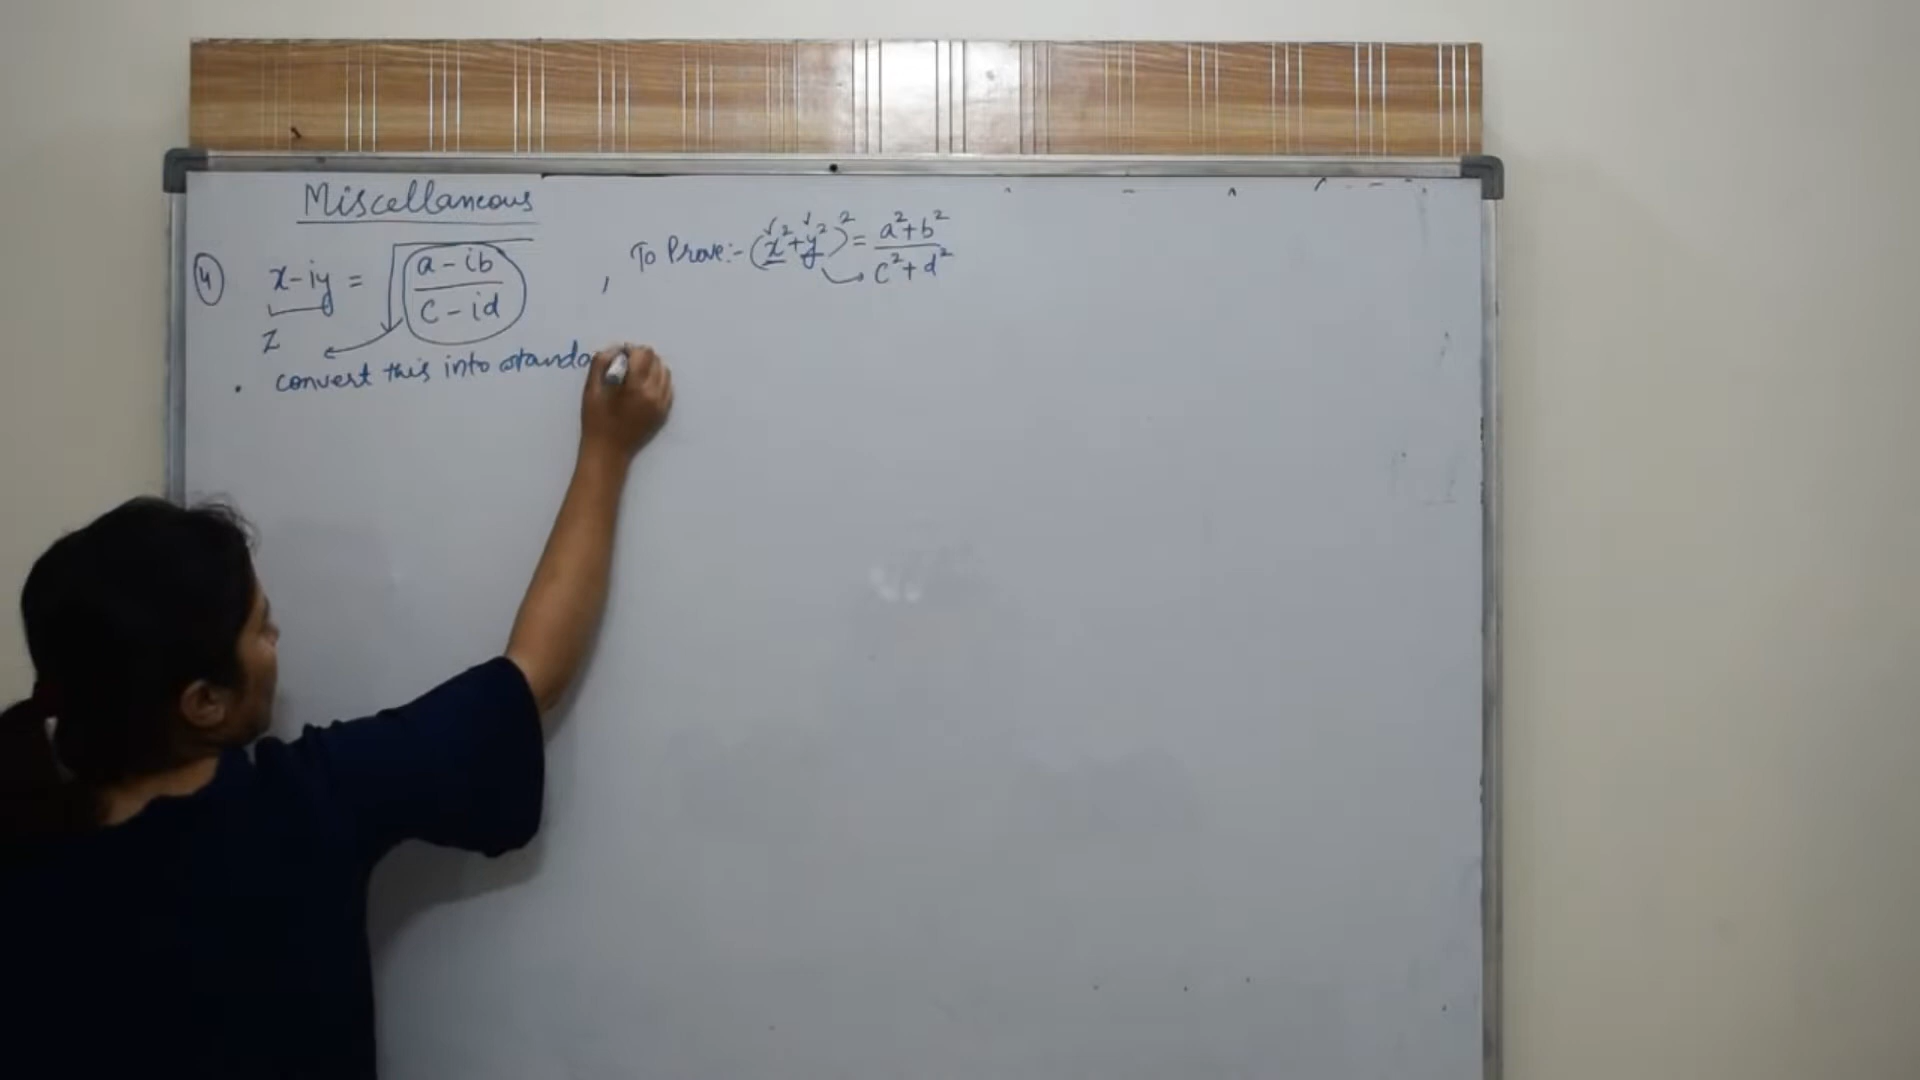 Miscellaneous
④ x-iy = √(a-ib / c-id) , To Prove:- (x²+y²)² = a²+b² / c²+d²
z
• convert this into standa